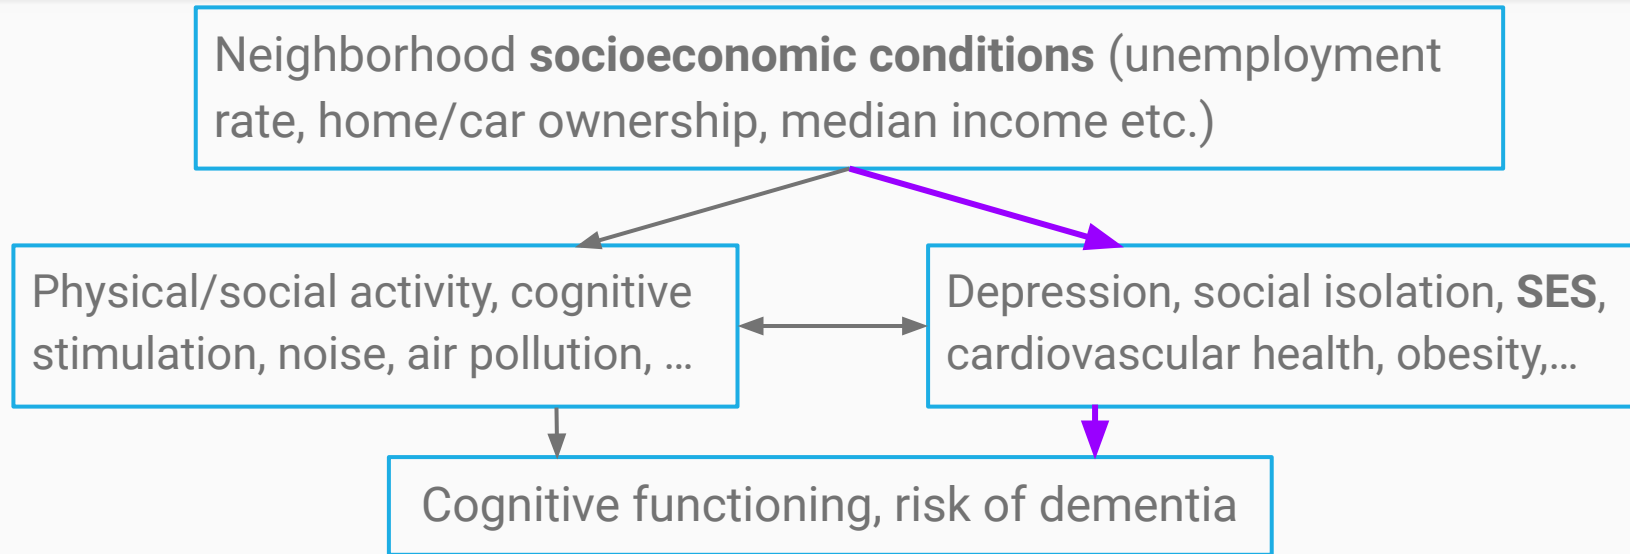 Neighborhood socioeconomic conditions (unemployment
rate, home/car ownership, median income etc.)
Physical/social activity, cognitive
stimulation, noise, air pollution, ...
Depression, social isolation, SES,
cardiovascular health, obesity,...
Cognitive functioning, risk of dementia